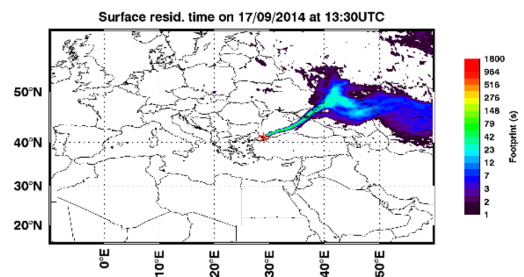 Surface resid. time on 17/09/2014 at 13:30UTC
50°N
40°N
30°N
20°N
0°E
10°E
20°E
30°E
40°E
50°E
1800
964
516
276
148
79
42
23
12
7
3
2
1
Footprint (s)